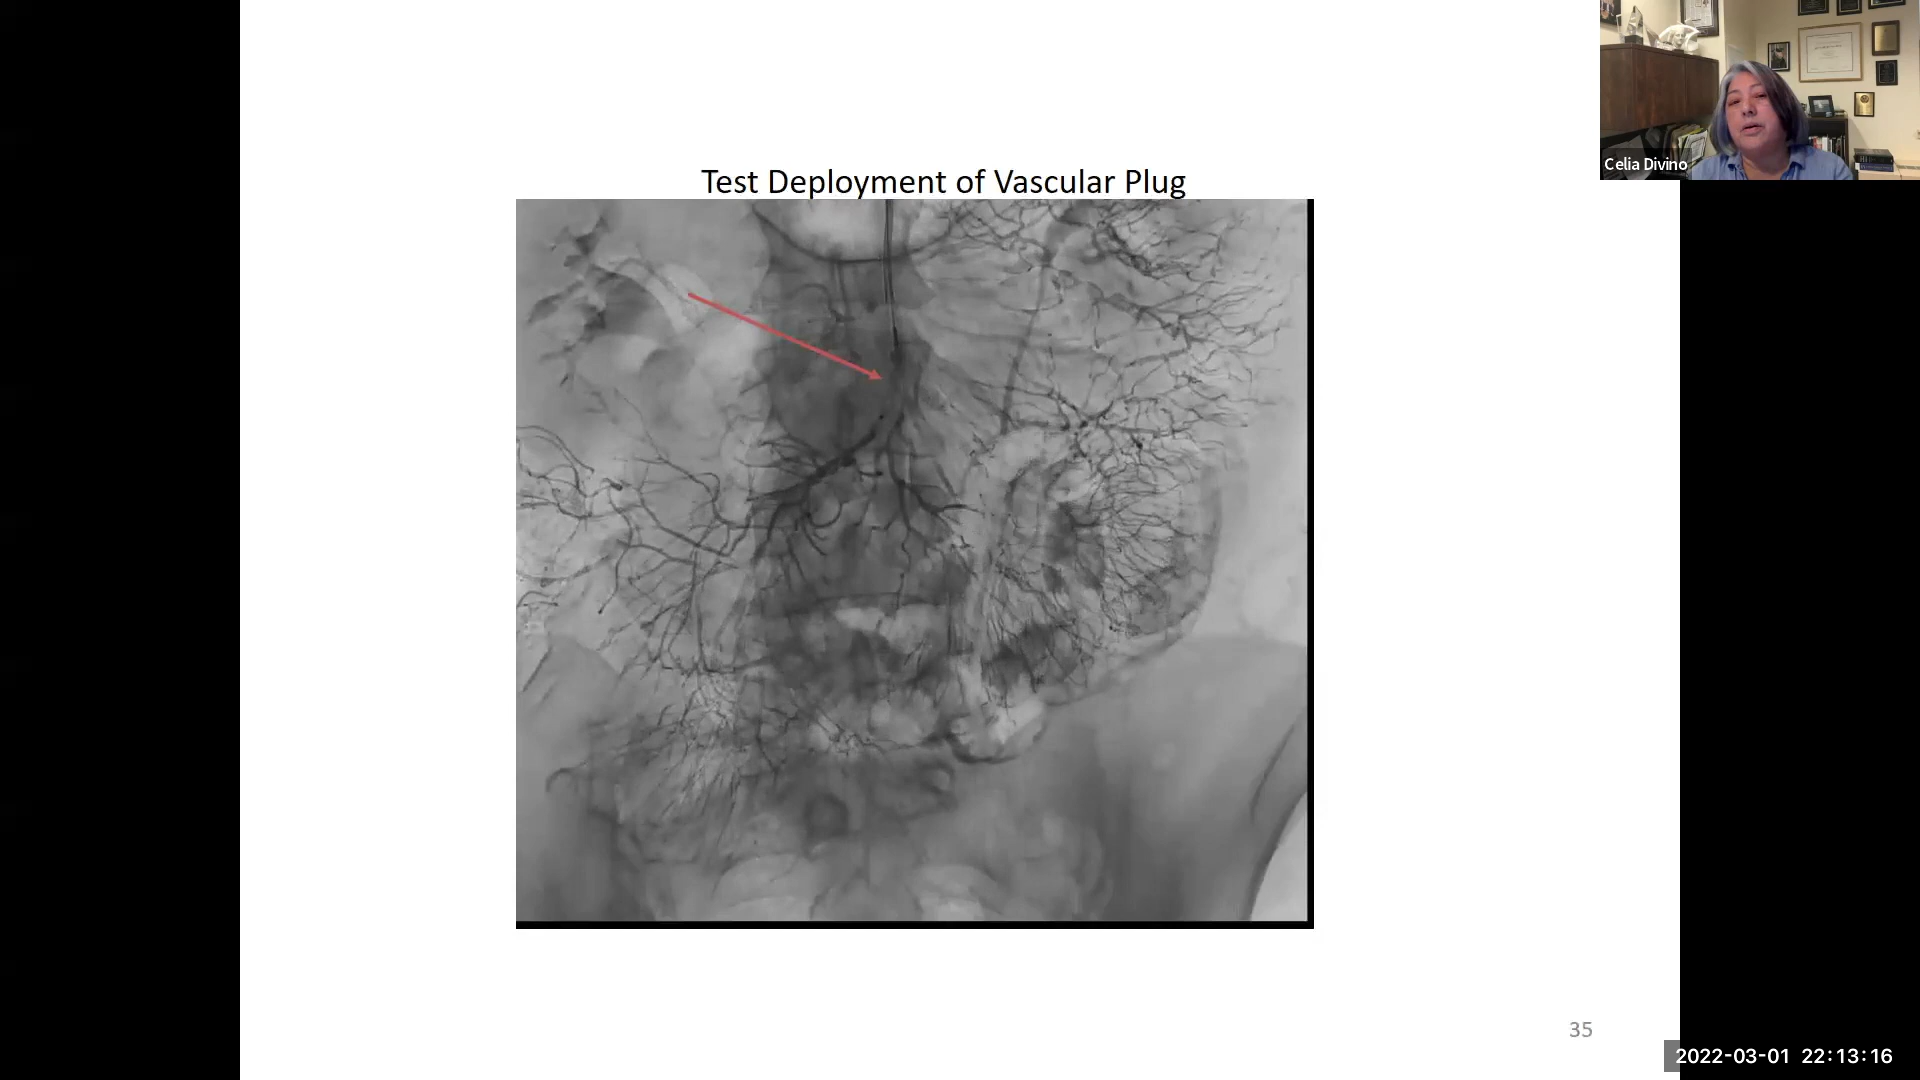 Test Deployment of Vascular Plug
Celia Divino
35
2022-03-01 22:13:16